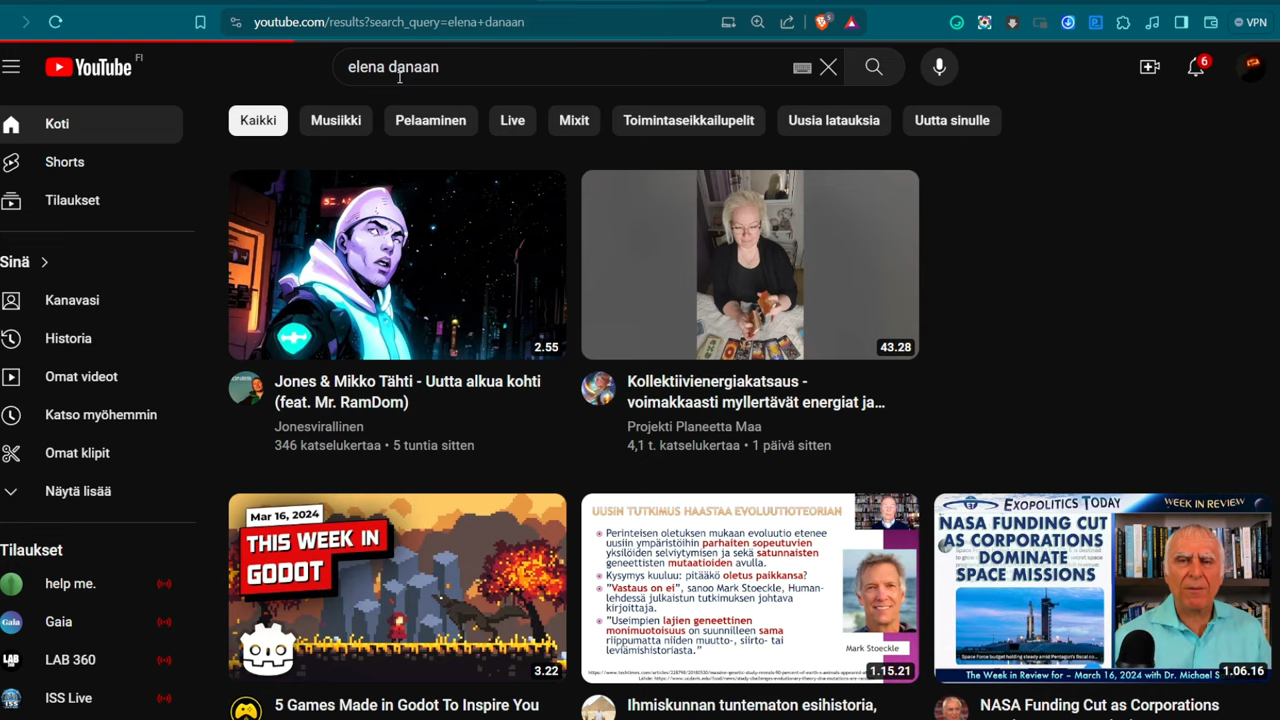 youtube.com/results?search_query=elena+danaan
5
VPN
YouTube
FI
elena danaan
6
Koti
Shorts
Tilaukset
Sinä
Kanavasi
Historia
Omat videot
Katso myöhemmin
Omat klipit
Näytä lisää
Tilaukset
help me.
Gaia
Gaia
LAB 360
LAB 360
ISS Live
ISS
Kaikki
Musiikki
Pelaaminen
Live
Mixit
Toimintaseikkailupelit
Uusia latauksia
Uutta sinulle
2.55
Jones & Mikko Tähti - Uutta alkua kohti
(feat. Mr. RamDom)
Jonesvirallinen
346 katselukertaa • 5 tuntia sitten
43.28
Kollektiivienergiakatsaus -
voimakkaasti myllertävät energiat ja...
Projekti Planeetta Maa
4,1 t. katselukertaa • 1 päivä sitten
Mar 16, 2024
THIS WEEK IN
GODOT
3.22
5 Games Made in Godot To Inspire You
UUSIN TUTKIMUS HAASTAA EVOLUUTIOTEORIAN
Perinteisen oletuksen mukaan evoluutio etenee
uusiin ympäristöihin parhaiten sopeutuvien
yksilöiden selviytymisen ja sekä satunnaisten
geneettisten mutaatioiden avulla.
Kysymys kuuluu: pitääkö oletus paikkansa?
"Vastaus on ei", sanoo Mark Stoeckle, Human-
lehdessä julkaistun tutkimuksen johtava
kirjoittaja.
"Useimpien lajien geneettinen
monimuotoisuus on suunnilleen sama
riippumatta niiden muutto-, siirto- tai
leviämishistoriasta."
Mark Stoeckle
1.15.21
Ihmiskunnan tuntematon esihistoria,
EXOPOLITICS TODAY
WEEK IN REVIEW
NASA FUNDING CUT
AS CORPORATIONS
DOMINATE
SPACE MISSIONS
The Week in Review for – March 16, 2024 with Dr. Michael S
1.06.16
NASA Funding Cut as Corporations